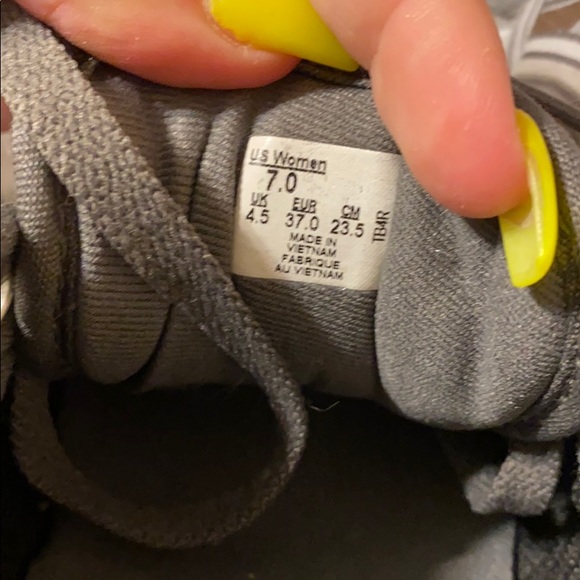 US Women
7.0
UK EUR CM
4.5 37.0 23.5
MADE IN
VIETNAM
FABRIQUE
AU VIETNAM
TB4R